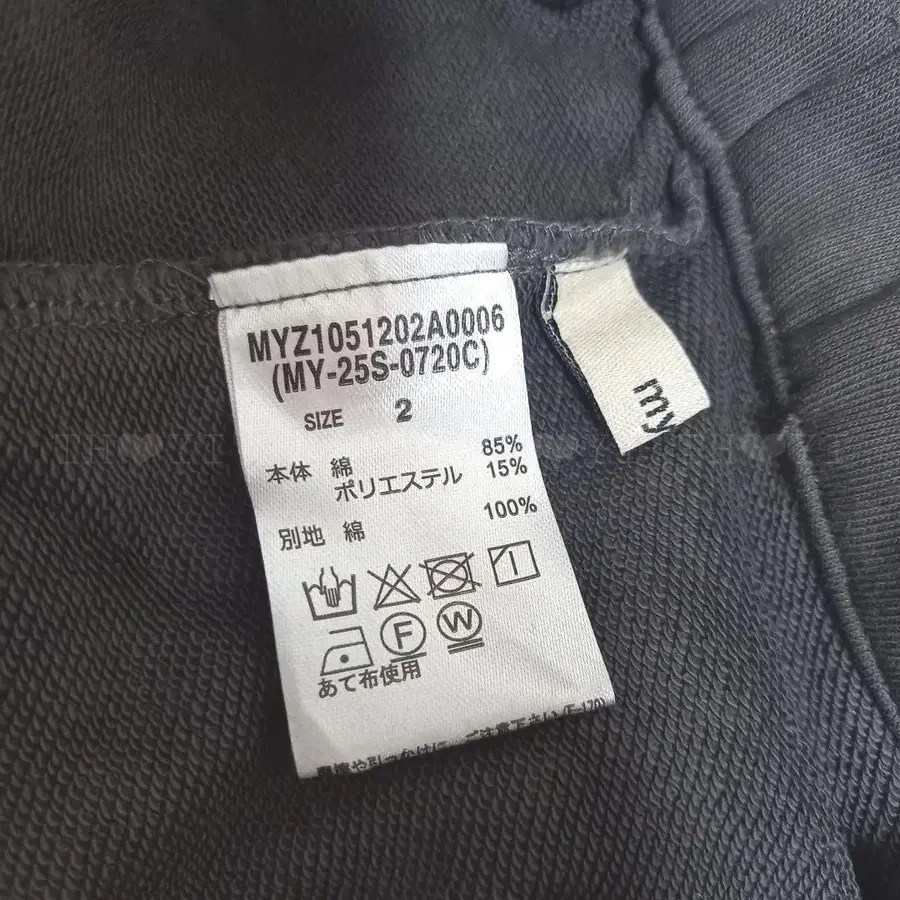 MYZ1051202A0006
(MY-25S-0720C)
SIZE 2
本体 綿 85%
ポリエステル 15%
別地 綿 100%
F W
あて布使用
my